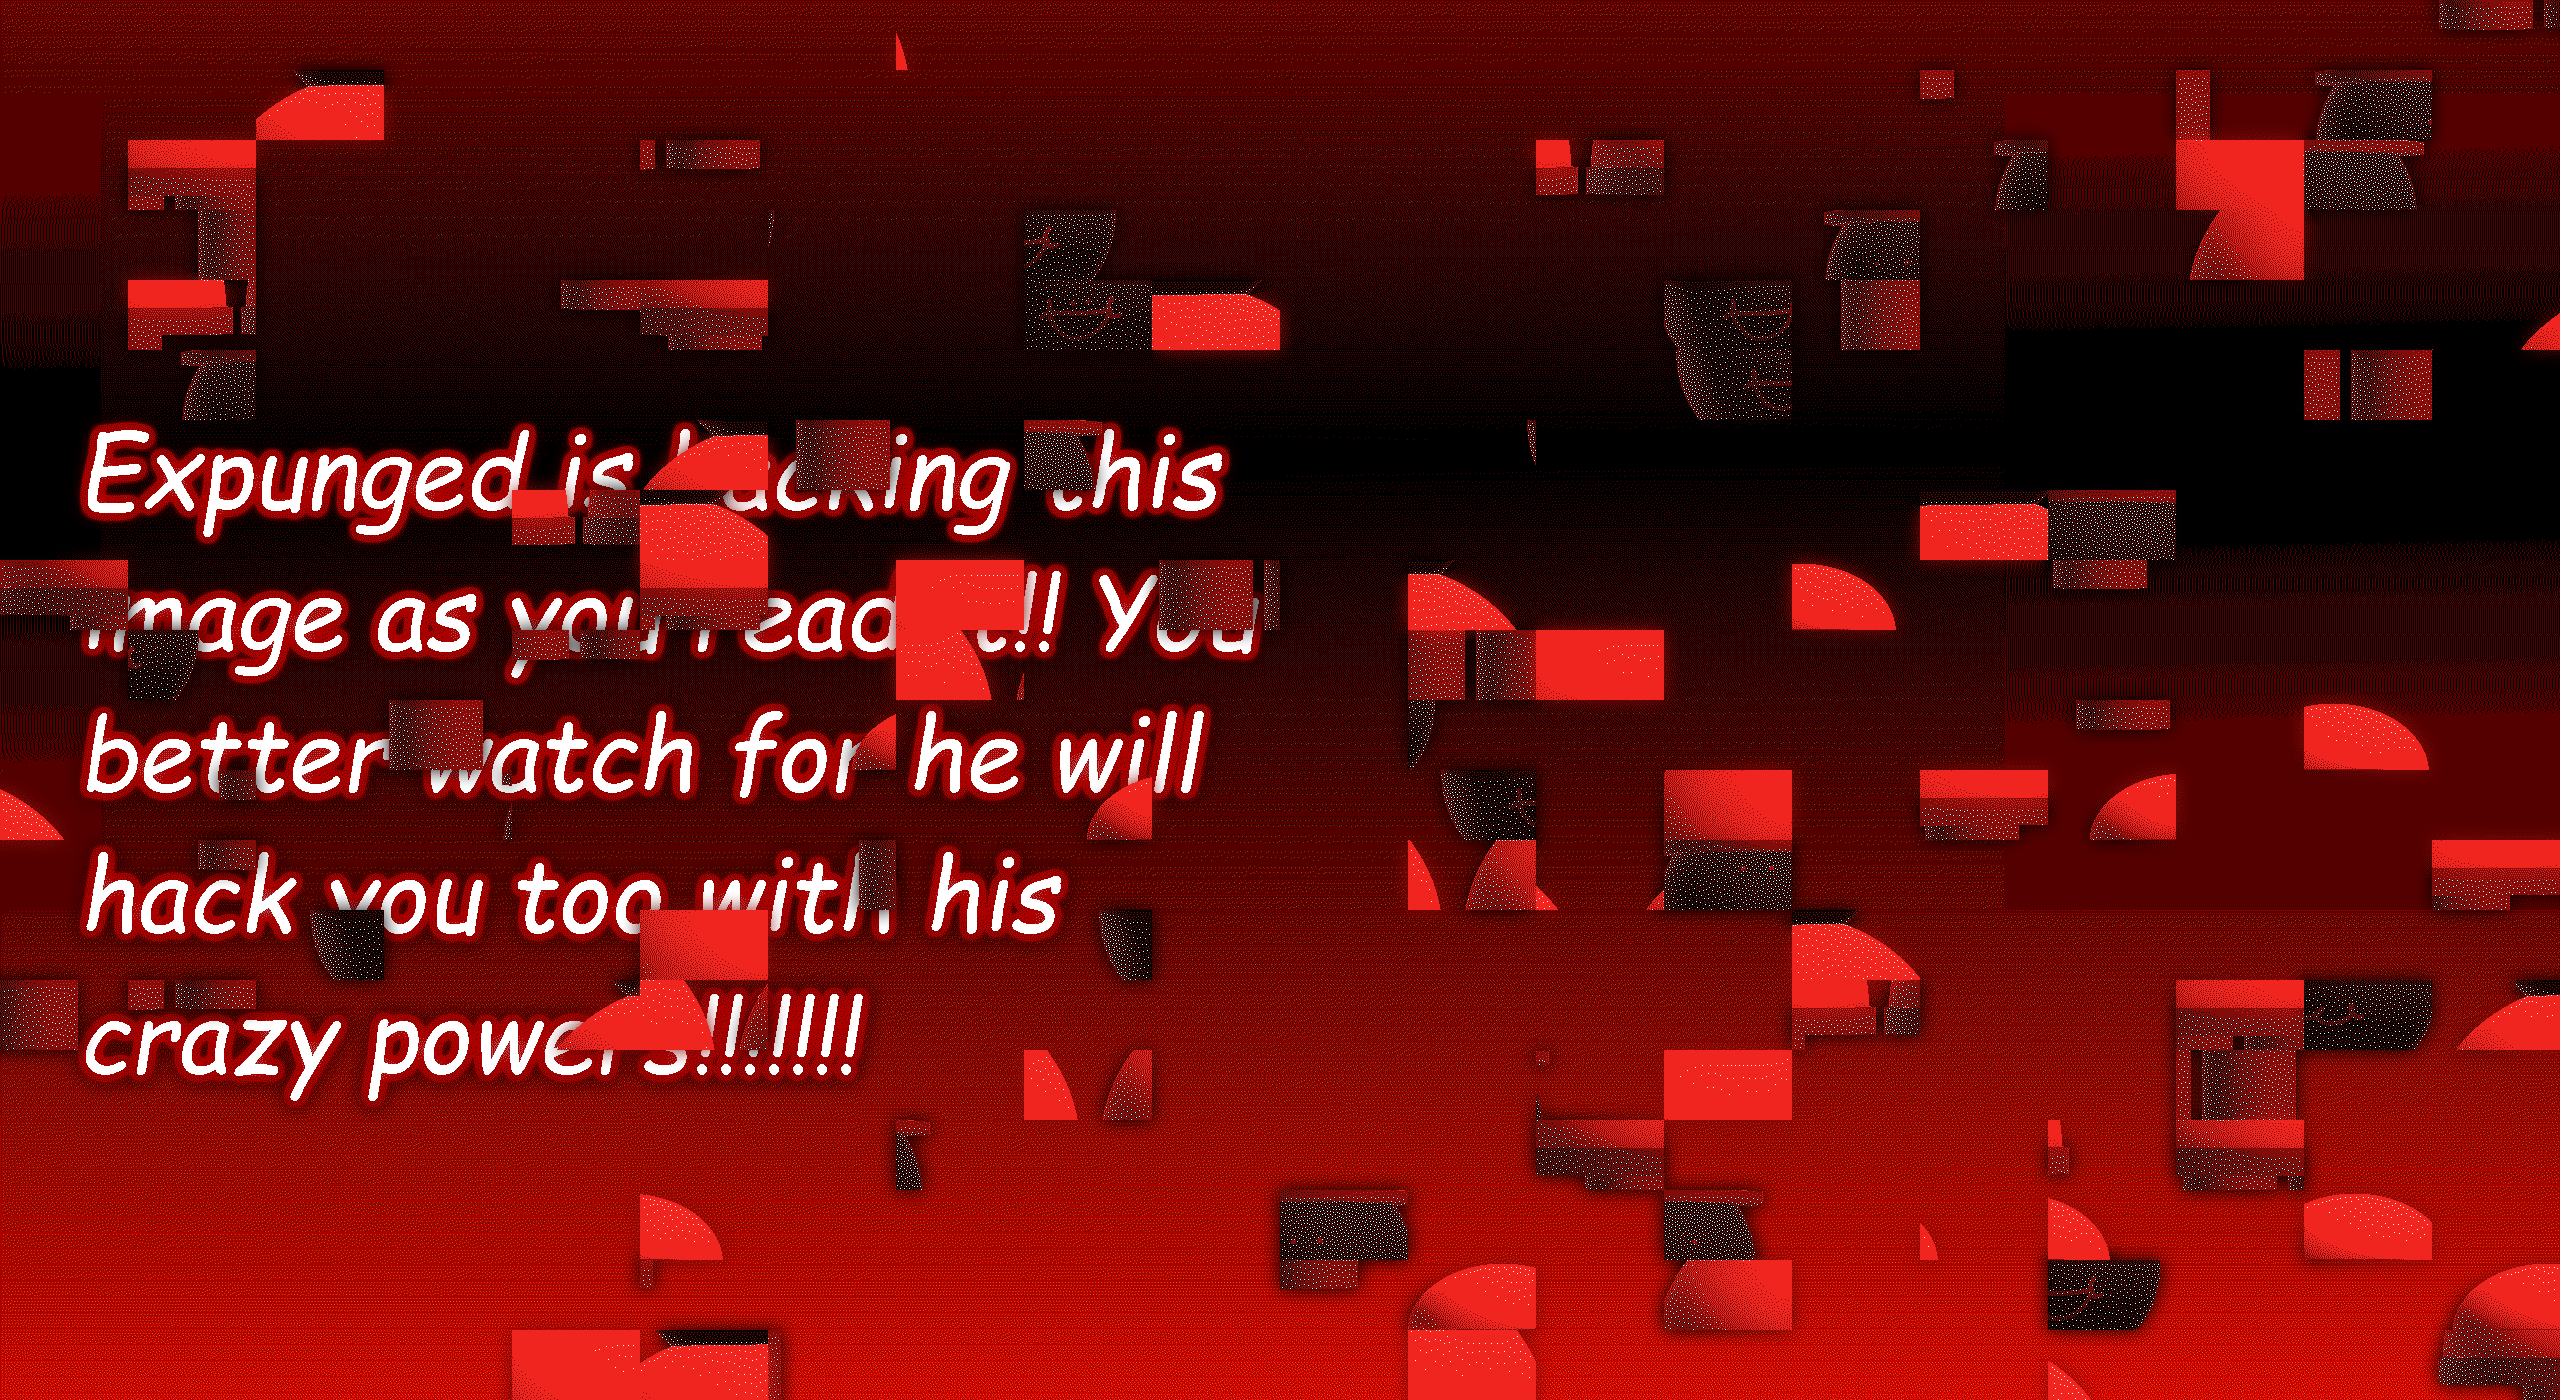 Expunged is hacking this
image as you read it!! You
better watch for he will
hack you too with his
crazy powers!!!!!!!